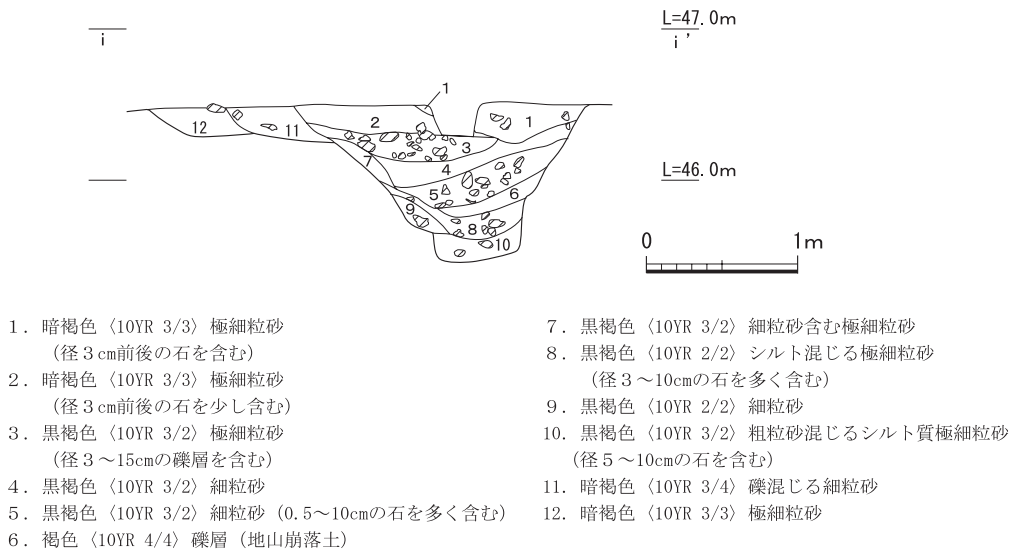 L=47.0m
i
i'
1
2
1
12
11
3
7
4
L=46.0m
5
6
9
8
10
0
1m
1．暗褐色〈10YR 3/3〉極細粒砂
（径3cm前後の石を含む）
2．暗褐色〈10YR 3/3〉極細粒砂
（径3cm前後の石を少し含む）
3．黒褐色〈10YR 3/2〉極細粒砂
（径3～15cmの礫層を含む）
4．黒褐色〈10YR 3/2〉細粒砂
5．黒褐色〈10YR 3/2〉細粒砂（0.5～10cmの石を多く含む）
6．褐色〈10YR 4/4〉礫層（地山崩落土）
7．黒褐色〈10YR 3/2〉細粒砂含む極細粒砂
8．黒褐色〈10YR 2/2〉シルト混じる極細粒砂
（径3～10cmの石を多く含む）
9．黒褐色〈10YR 2/2〉細粒砂
10．黒褐色〈10YR 3/2〉粗粒砂混じるシルト質極細粒砂
（径5～10cmの石を含む）
11．暗褐色〈10YR 3/4〉礫混じる細粒砂
12．暗褐色〈10YR 3/3〉極細粒砂